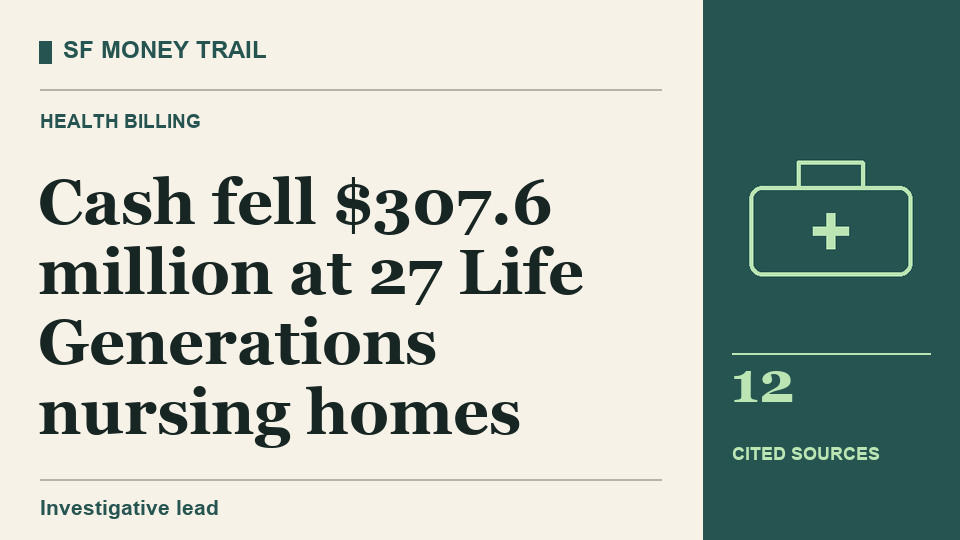 SF MONEY TRAIL
HEALTH BILLING
Cash fell $307.6
million at 27 Life
Generations
nursing homes
Investigative lead
12
CITED SOURCES